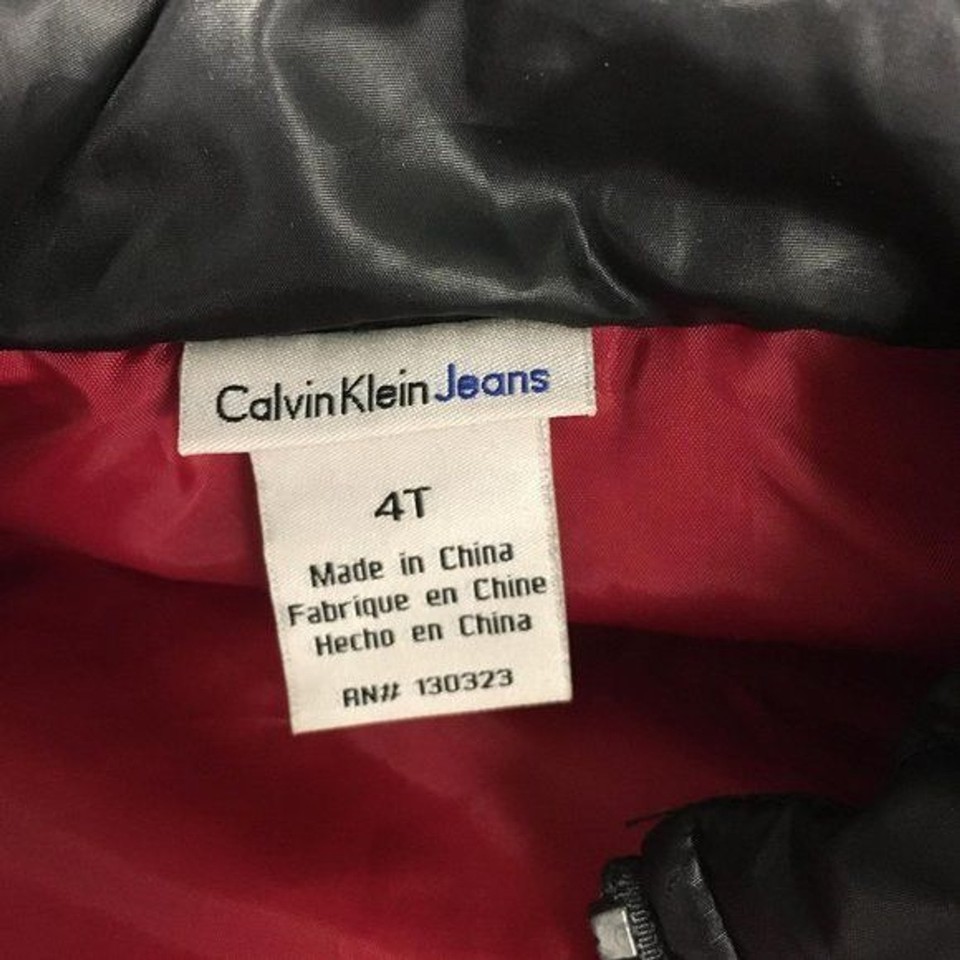 Calvin Klein Jeans
4T
Made in China
Fabrique en Chine
Hecho en China
RN# 130323